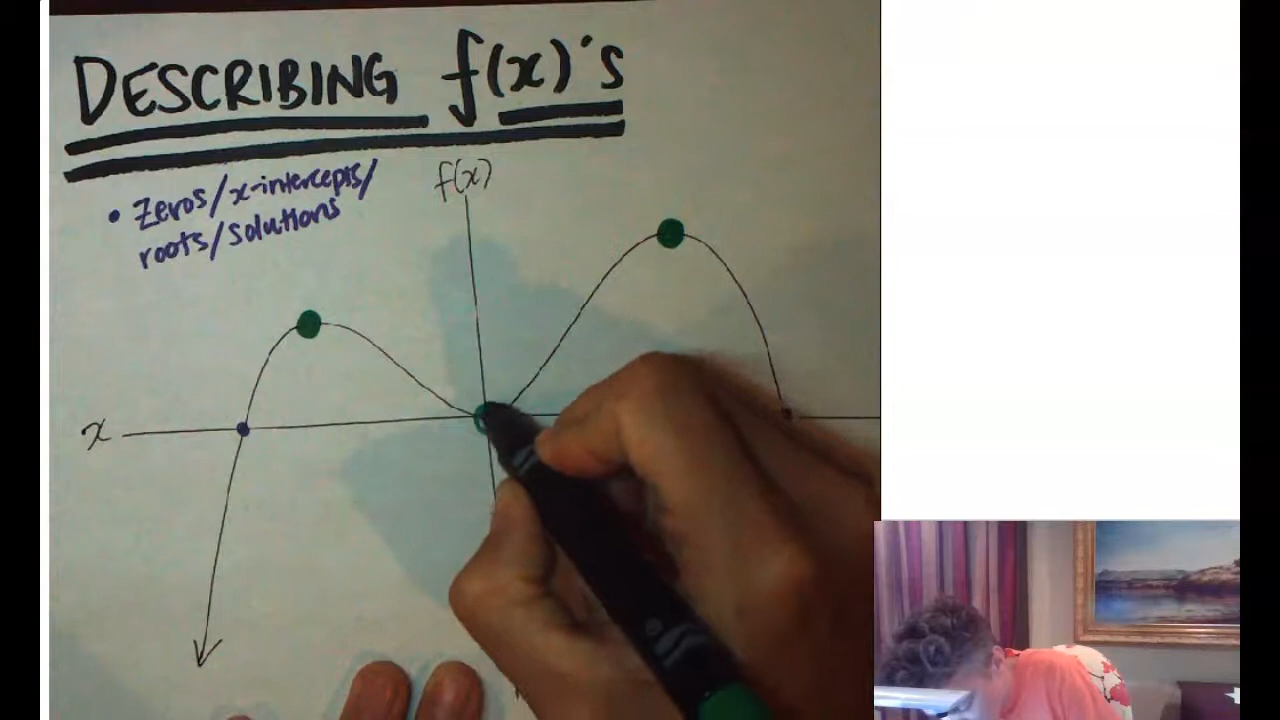 DESCRIBING f(x)'s
• Zeros/x-intercepts/
roots/solutions
f(x)
x